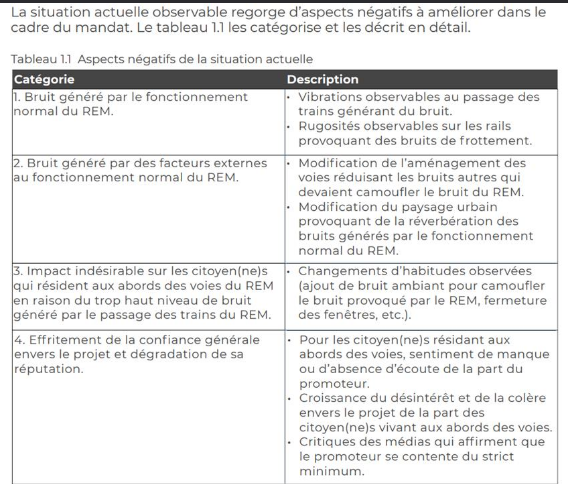 La situation actuelle observable regorge d'aspects négatifs à améliorer dans le
cadre du mandat. Le tableau 1.1 les catégorise et les décrit en détail.
Tableau 1.1 Aspects négatifs de la situation actuelle
Catégorie
Description
1. Bruit généré par le fonctionnement
normal du REM.
• Vibrations observables au passage des
trains générant du bruit.
• Rugosités observables sur les rails
provoquant des bruits de frottement.
2. Bruit généré par des facteurs externes
au fonctionnement normal du REM.
• Modification de l'aménagement des
voies réduisant les bruits autres qui
devaient camoufler le bruit du REM.
• Modification du paysage urbain
provoquant de la réverbération des
bruits générés par le fonctionnement
normal du REM.
3. Impact indésirable sur les citoyen(ne)s
qui résident aux abords des voies du REM
en raison du trop haut niveau de bruit
généré par le passage des trains du REM.
• Changements d'habitudes observées
(ajout de bruit ambiant pour camoufler
le bruit provoqué par le REM, fermeture
des fenêtres, etc.).
4. Effritement de la confiance générale
envers le projet et dégradation de sa
réputation.
• Pour les citoyen(ne)s résidant aux
abords des voies, sentiment de manque
ou d'absence d'écoute de la part du
promoteur.
• Croissance du désintérêt et de la colère
envers le projet de la part des
citoyen(ne)s vivant aux abords des voies.
• Critiques des médias qui affirment que
le promoteur se contente du strict
minimum.